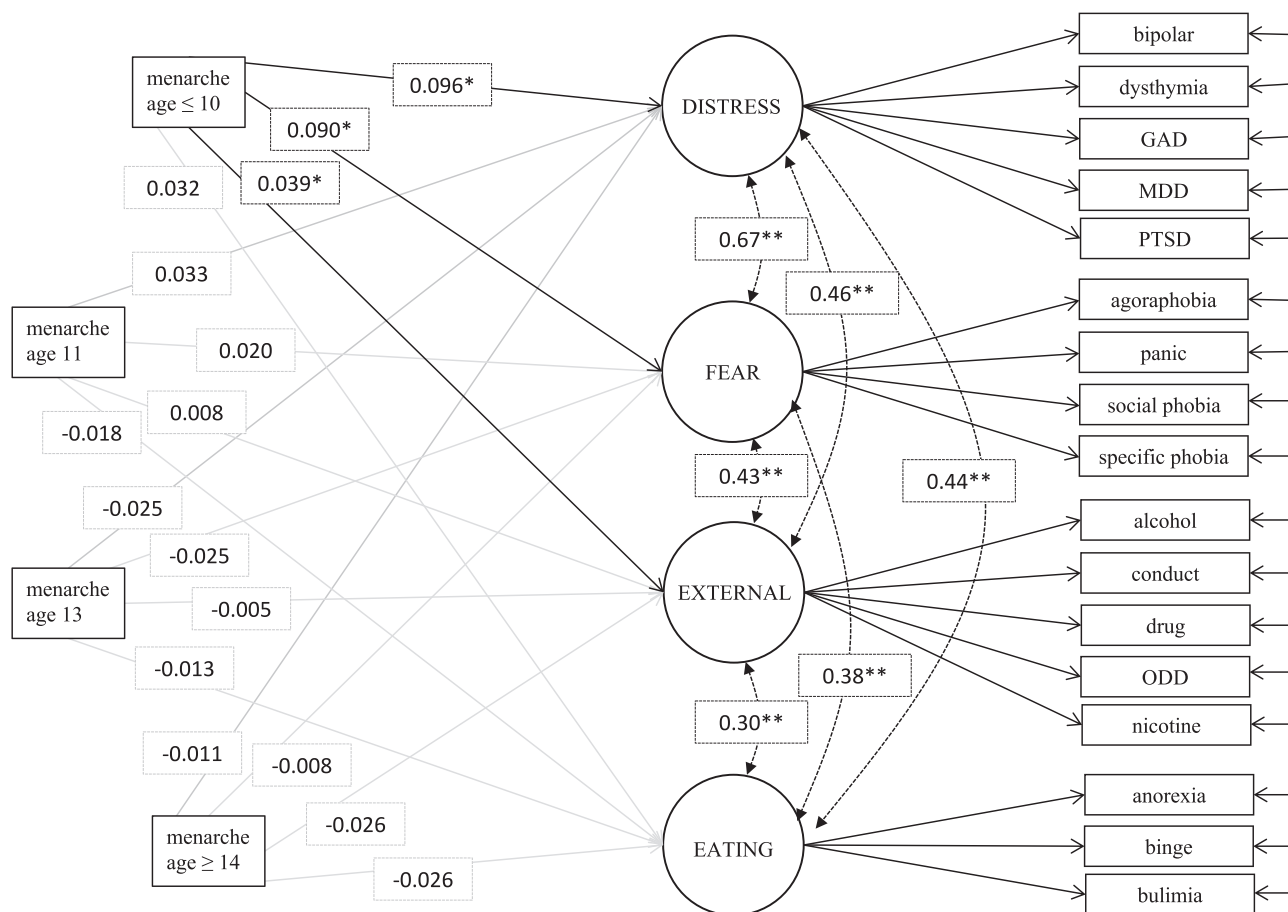 menarche
age ≤ 10
0.096*
0.090*
0.032
0.039*
0.033
menarche
age 11
0.020
0.008
-0.018
-0.025
-0.025
menarche
age 13
-0.005
-0.013
-0.011
-0.008
menarche
age ≥ 14
-0.026
-0.026
DISTRESS
0.67**
0.46**
FEAR
0.43**
0.44**
EXTERNAL
0.38**
0.30**
EATING
bipolar
dysthymia
GAD
MDD
PTSD
agoraphobia
panic
social phobia
specific phobia
alcohol
conduct
drug
ODD
nicotine
anorexia
binge
bulimia